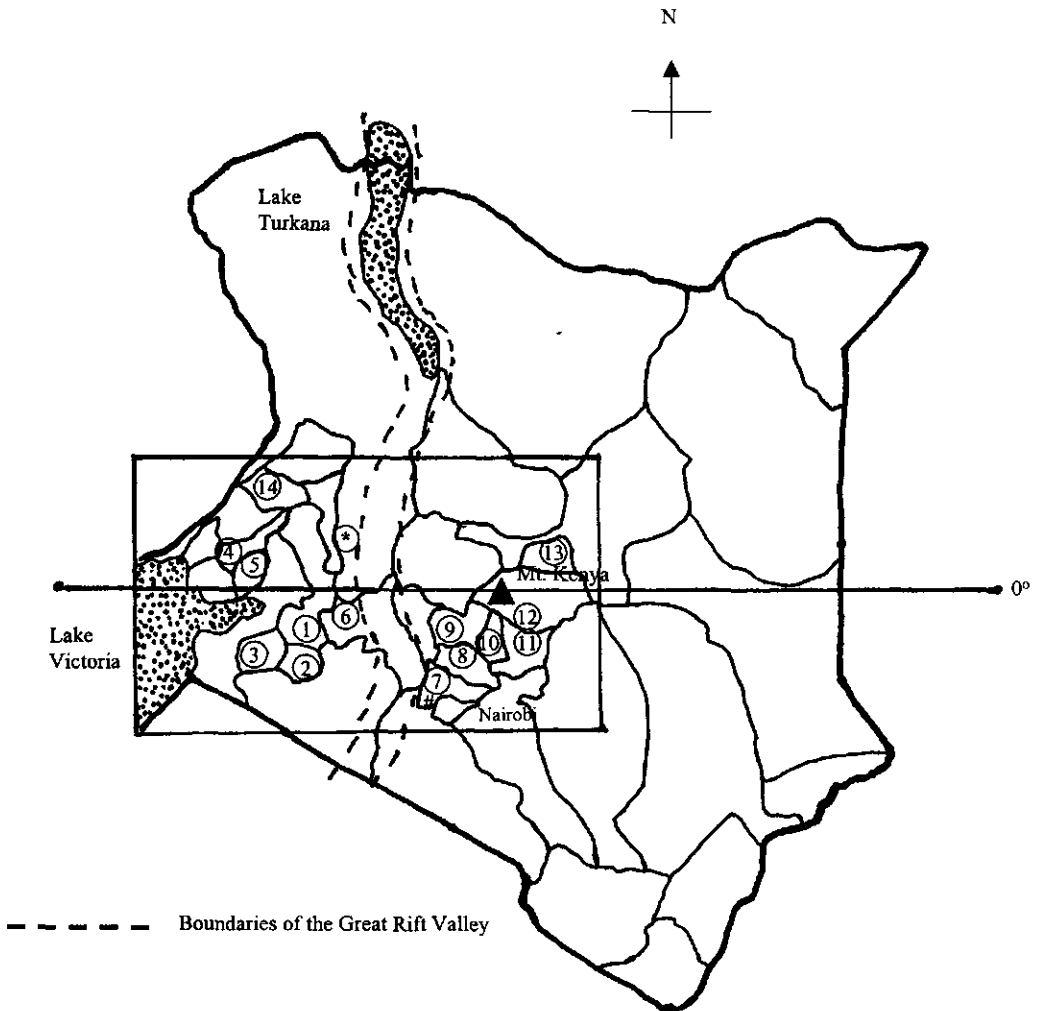 N
Lake
Turkana
14
*
4
5
13
Mt. Kenya
0°
Lake
Victoria
6
1
9
12
3
10
11
2
8
7
#
Nairobi
Boundaries of the Great Rift Valley